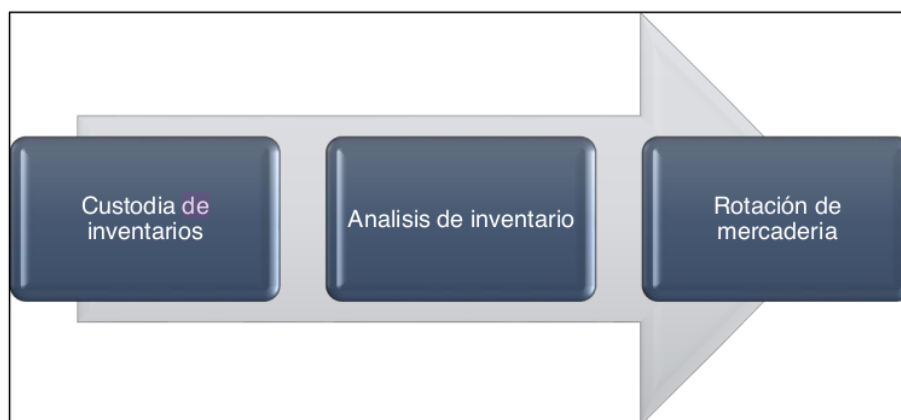 Custodia de
inventarios
Analisis de inventario
Rotación de
mercaderia